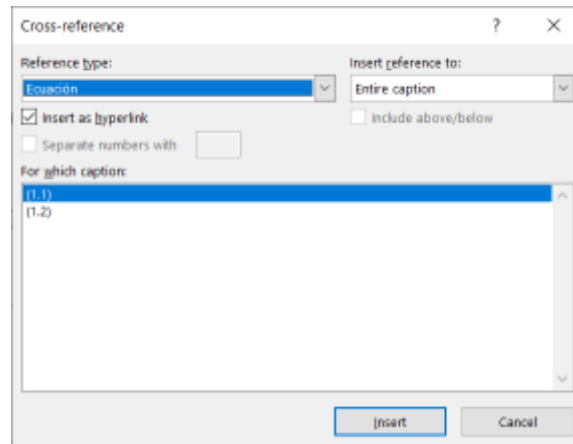 Cross-reference ?
Reference type: Insert reference to:
Ecuación Entire caption
Insert as hyperlink Include above/below
Separate numbers with
For which caption:
(1.1)
(1.2)
Insert Cancel